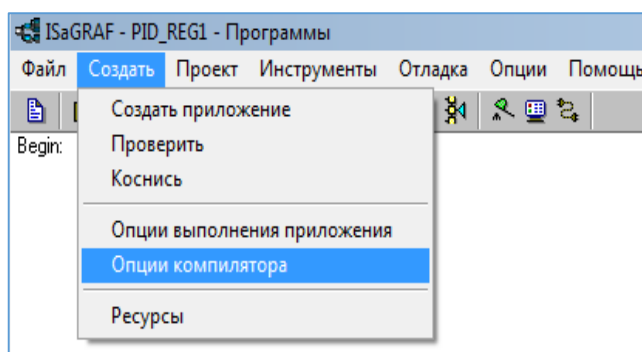 ISaGRAF - PID_REG1 - Программы
Файл Создать Проект Инструменты Отладка Опции Помощь
Создать приложение
Begin:
Проверить
Коснись
Опции выполнения приложения
Опции компилятора
Ресурсы